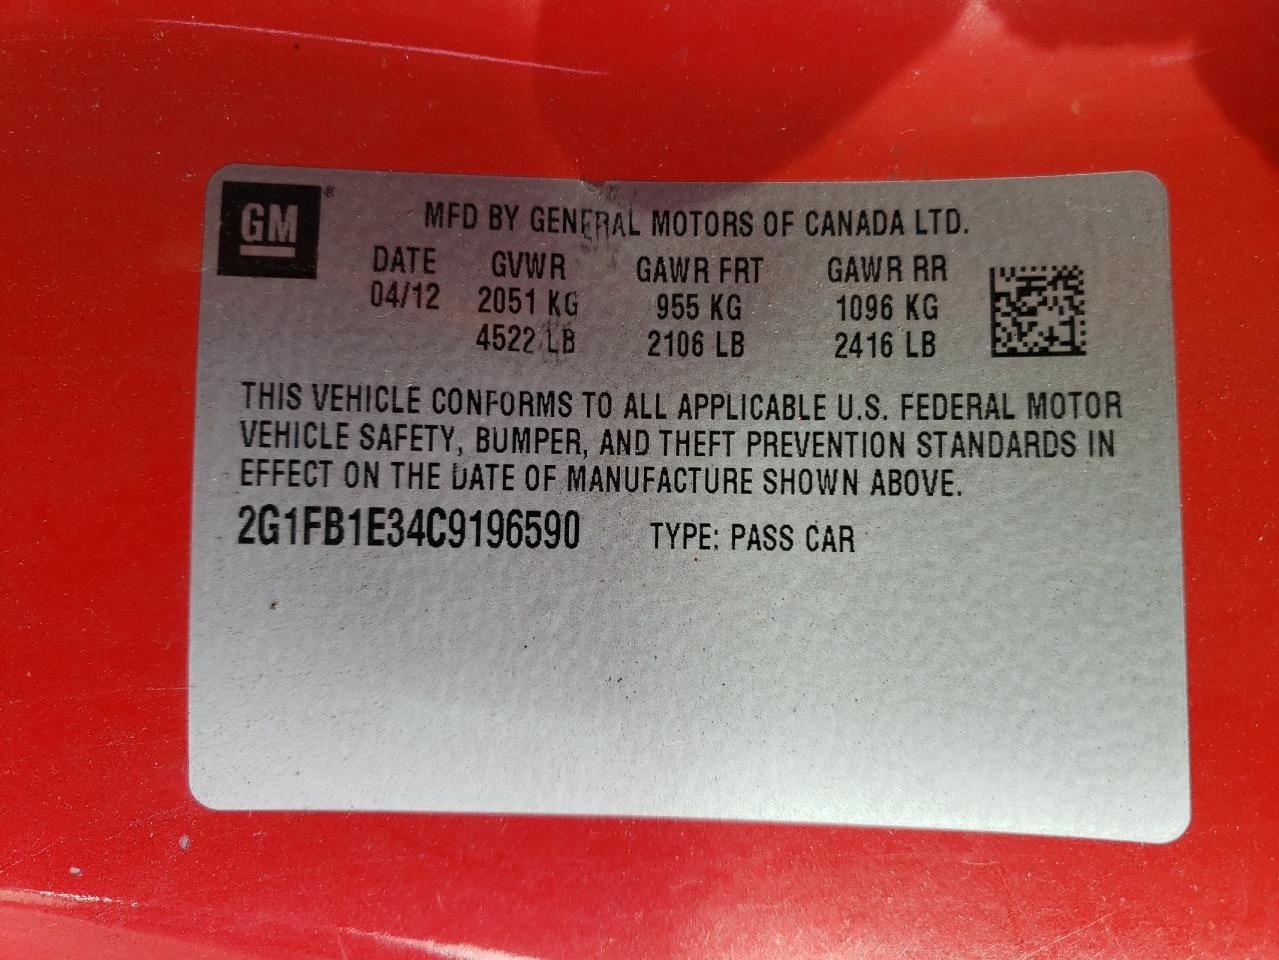 GM®
MFD BY GENERAL MOTORS OF CANADA LTD.
DATE GVWR GAWR FRT GAWR RR
04/12 2051 KG 955 KG 1096 KG
4522 LB 2106 LB 2416 LB
THIS VEHICLE CONFORMS TO ALL APPLICABLE U.S. FEDERAL MOTOR
VEHICLE SAFETY, BUMPER, AND THEFT PREVENTION STANDARDS IN
EFFECT ON THE DATE OF MANUFACTURE SHOWN ABOVE.
2G1FB1E34C9196590 TYPE: PASS CAR